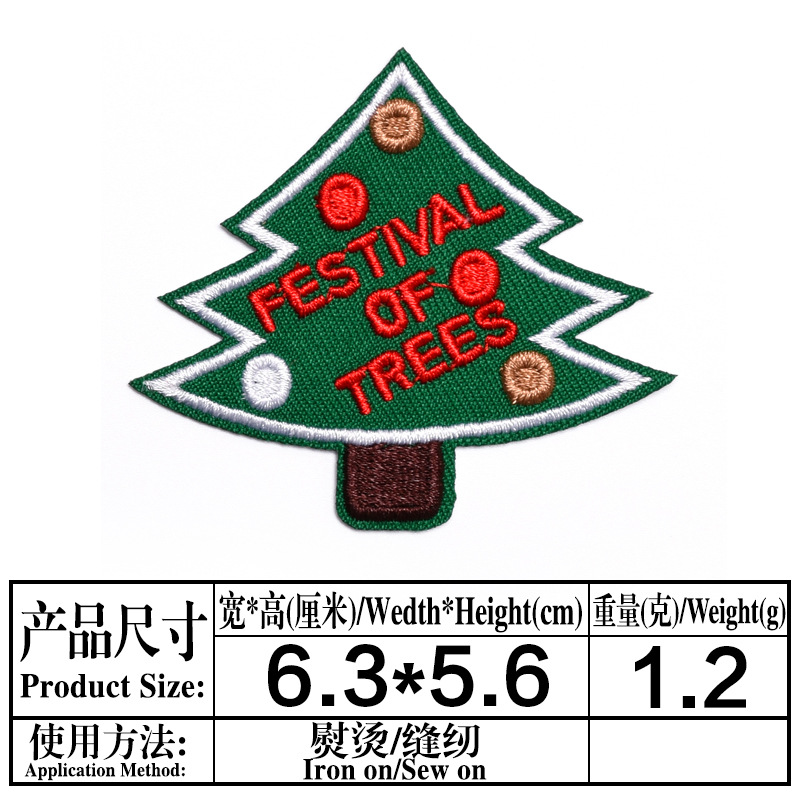 FESTIVAL
OF
TREES
产品尺寸
Product Size:
宽*高(厘米)/Wedth*Height(cm)
重量(克)/Weight(g)
6.3*5.6
1.2
使用方法:
Application Method:
熨烫/缝纫
Iron on/Sew on